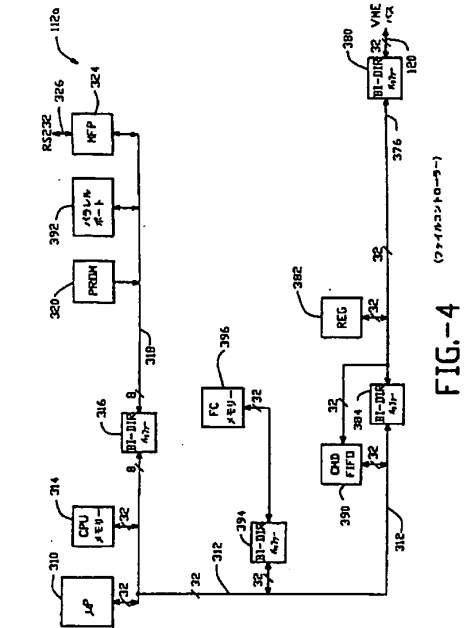 112a
310
μP
32
314
CPU
メモリー
32
316
BI-DIR
バッファー
8
8
318
320
PROM
392
パラレル
ポート
RS232
326
324
MFP
32
312
394
BI-DIR
バッファー
32
396
FC
メモリー
32
312
390
CMD
FIFO
32
32
384
BI-DIR
バッファー
382
REG
32
32
376
380
BI-DIR
バッファー
32
120
VME
バス
(ファイルコントローラー)
FIG.-4